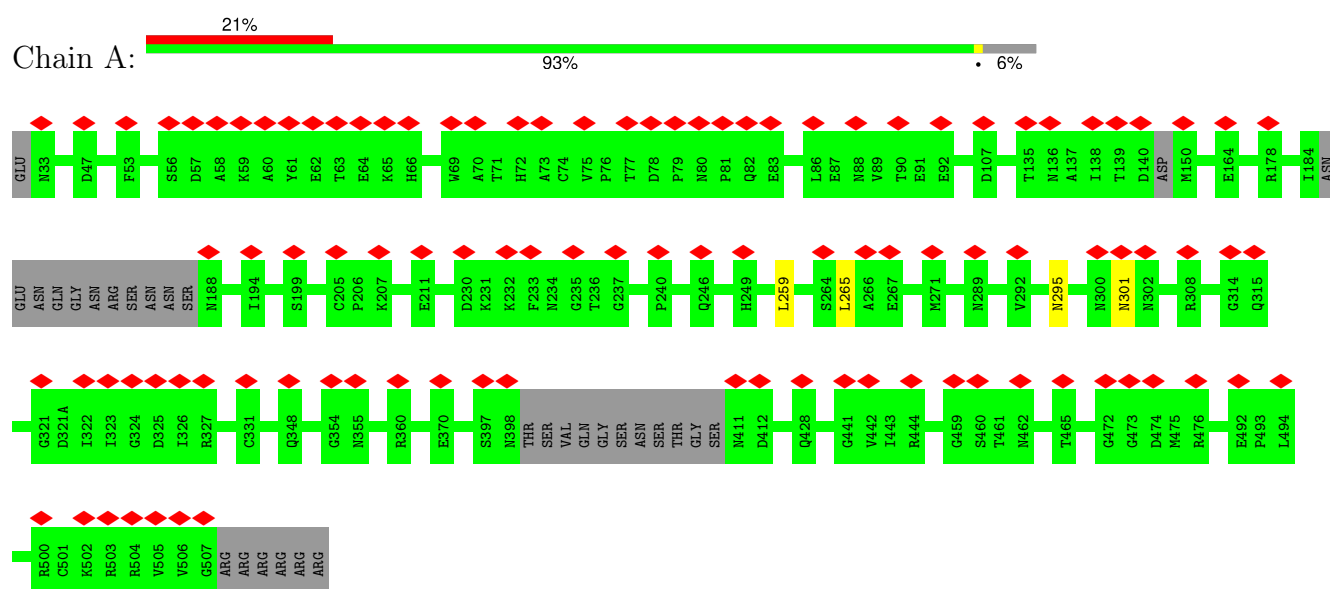 21%
Chain A:
93%
• 6%
GLU N33 D47 F53 S56 D57 A58 K59 A60 Y61 E62 T63 E64 K65 H66 W69 A70 T71 H72 A73 C74 V75 P76 T77 D78 P79 N80 P81 Q82 E83 L86 E87 N88 V89 T90 E91 E92 D107 T135 N136 A137 I138 T139 D140 ASP M150 E164 R178 I184 ASN
GLU ASN GLN GLY ASN ARG SER ASN ASN SER N188 I194 S199 C205 P206 K207 E211 D230 K231 K232 F233 N234 G235 T236 G237 P240 Q246 H249 L259 S264 L265 A266 E267 M271 N289 V292 N295 N300 N301 N302 R308 G314 Q315
G321 D321A I322 I323 G324 D325 I326 R327 C331 Q348 G354 N355 R360 E370 S397 N398 THR SER VAL GLN GLY SER ASN SER THR GLY SER N411 D412 Q428 G441 V442 I443 R444 G459 S460 T461 N462 T465 G472 G473 D474 M475 R476 E492 P493 L494
R500 C501 K502 R503 R504 V505 V506 G507 ARG ARG ARG ARG ARG ARG